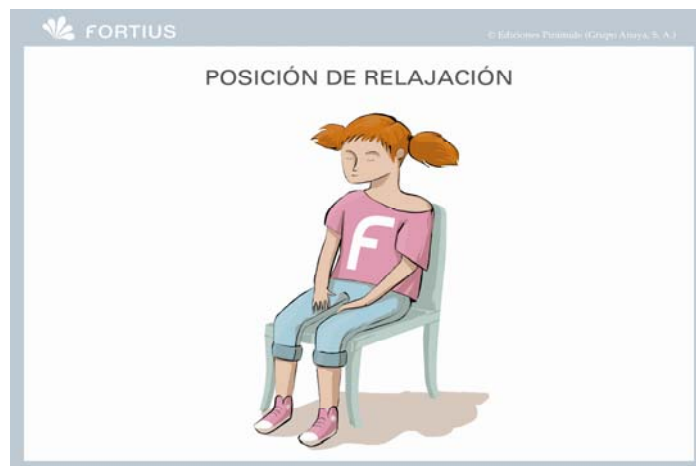 FORTIUS
© Ediciones Pirámide (Grupo Anaya, S. A.)
POSICIÓN DE RELAJACIÓN
F